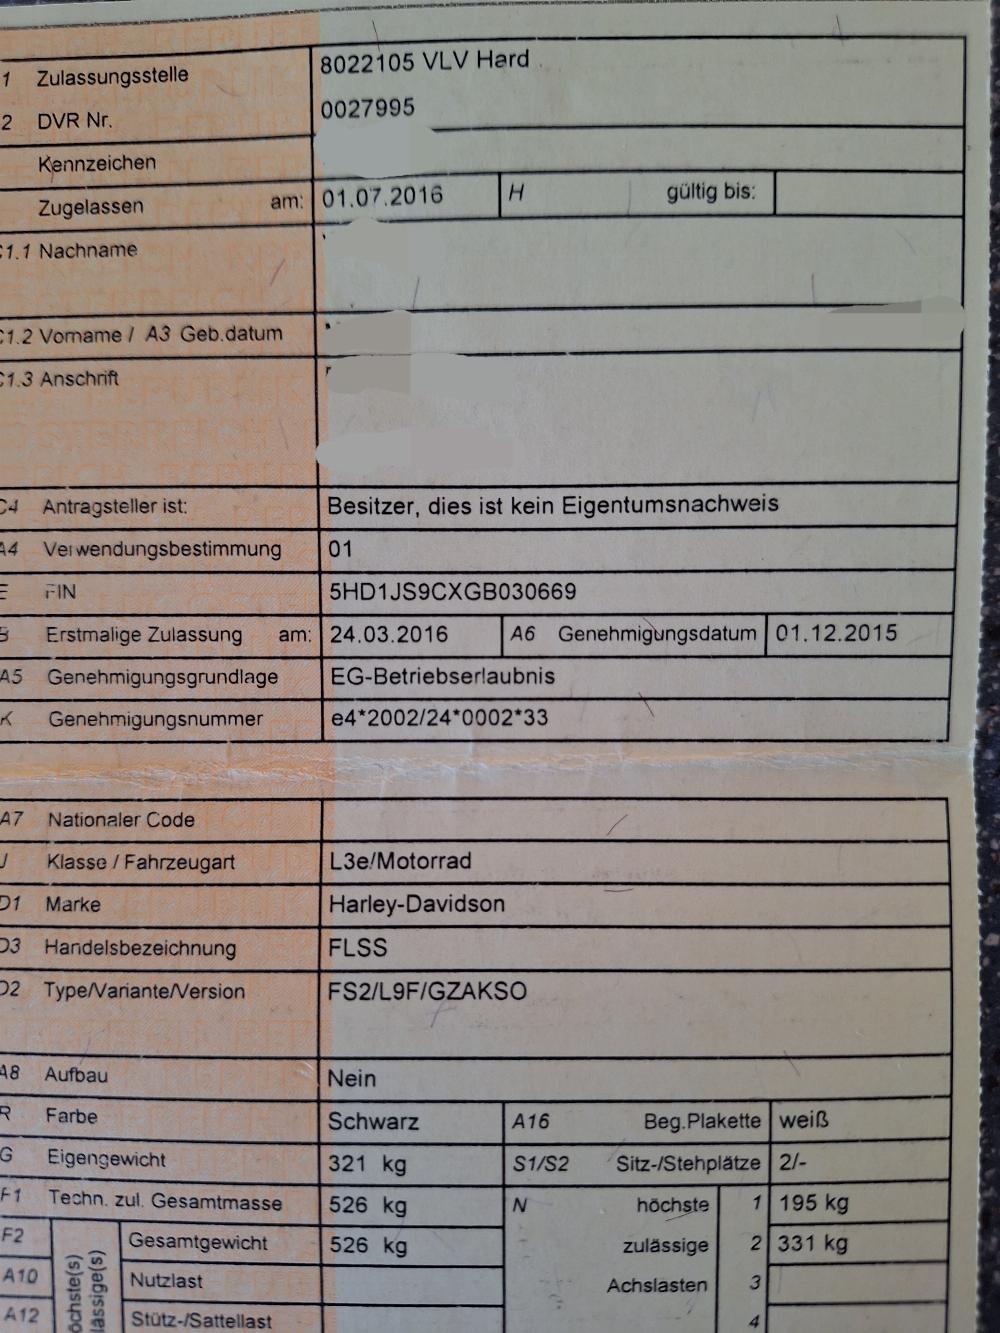 1 Zulassungsstelle 8022105 VLV Hard
2 DVR Nr. 0027995
Kennzeichen
Zugelassen am: 01.07.2016 H gültig bis:
C1.1 Nachname
C1.2 Vorname / A3 Geb.datum
C1.3 Anschrift
C4 Antragsteller ist: Besitzer, dies ist kein Eigentumsnachweis
A4 Verwendungsbestimmung 01
E FIN 5HD1JS9CXGB030669
B Erstmalige Zulassung am: 24.03.2016 A6 Genehmigungsdatum 01.12.2015
A5 Genehmigungsgrundlage EG-Betriebserlaubnis
K Genehmigungsnummer e4*2002/24*0002*33
A7 Nationaler Code
J Klasse / Fahrzeugart L3e/Motorrad
D1 Marke Harley-Davidson
D3 Handelsbezeichnung FLSS
D2 Type/Variante/Version FS2/L9F/GZAKSO
A8 Aufbau Nein
R Farbe Schwarz A16 Beg.Plakette weiß
G Eigengewicht 321 kg S1/S2 Sitz-/Stehplätze 2/-
F1 Techn. zul. Gesamtmasse 526 kg N höchste 1 195 kg
F2 Gesamtgewicht 526 kg zulässige 2 331 kg
A10 Nutzlast Achslasten 3
A12 Stütz-/Sattellast 4